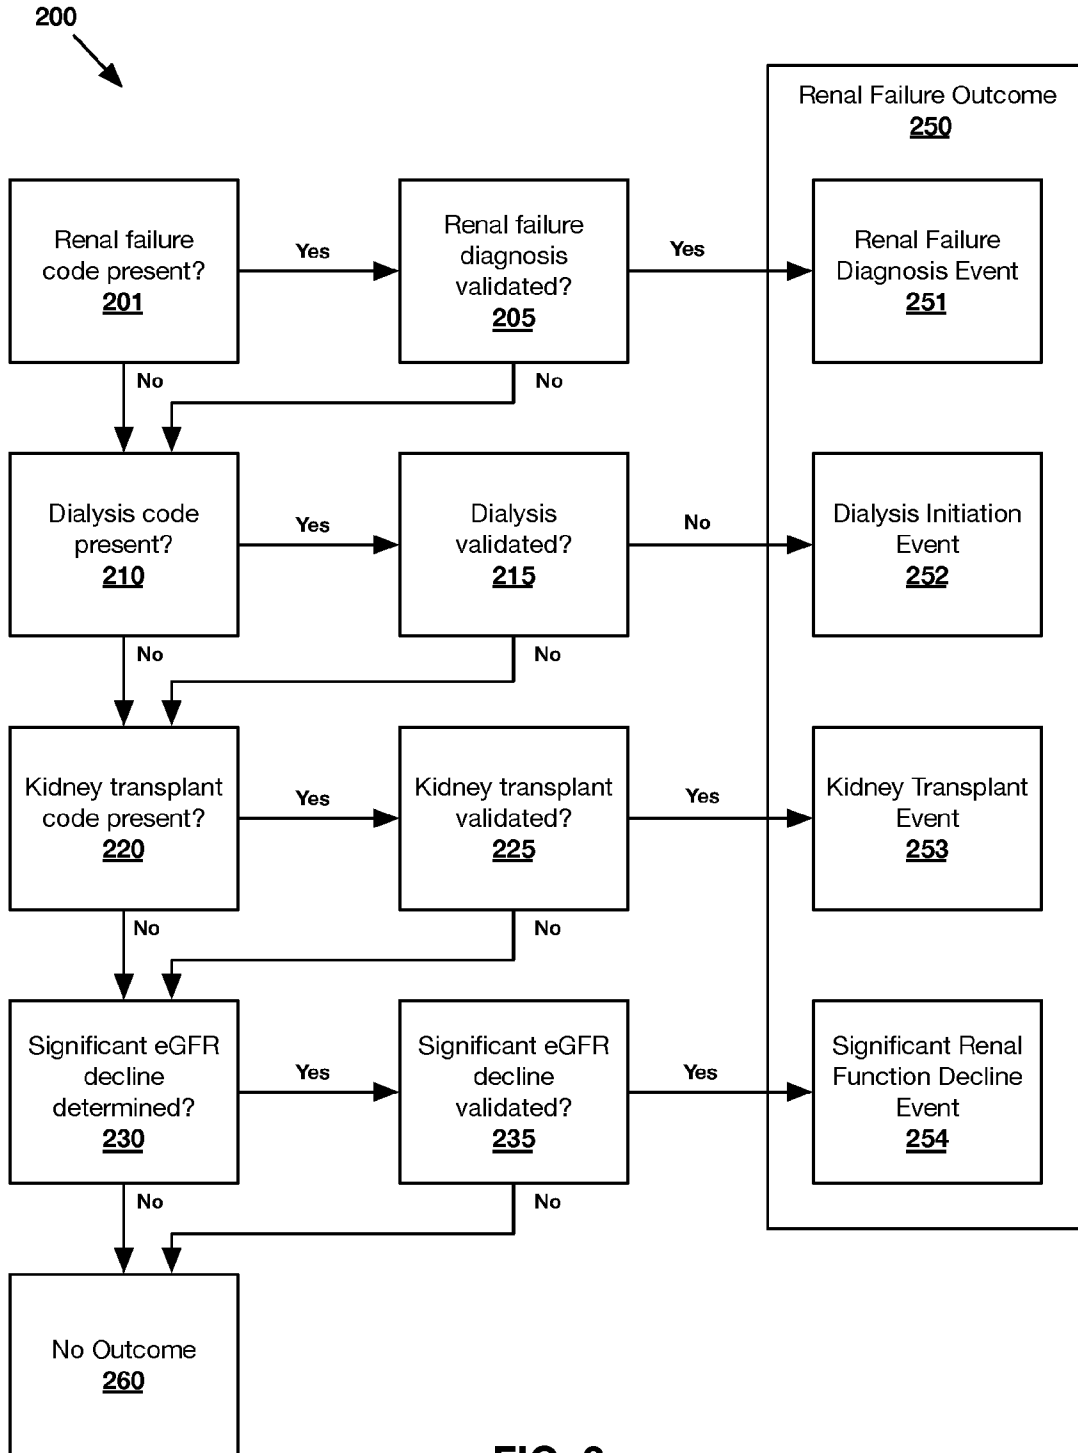 200
Renal Failure Outcome
250
Renal failure
code present?
201
Yes
Renal failure
diagnosis
validated?
205
Yes
Renal Failure
Diagnosis Event
251
No
No
Dialysis code
present?
210
Yes
Dialysis
validated?
215
No
Dialysis Initiation
Event
252
No
No
Kidney transplant
code present?
220
Yes
Kidney transplant
validated?
225
Yes
Kidney Transplant
Event
253
No
No
Significant eGFR
decline
determined?
230
Yes
Significant eGFR
decline
validated?
235
Yes
Significant Renal
Function Decline
Event
254
No
No
No Outcome
260
FIG.